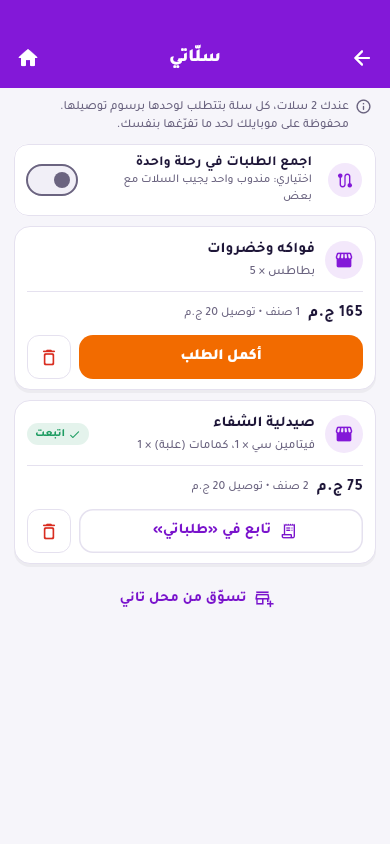 سلّاتي
عندك 2 سلات، كل سلة بتتطلب لوحدها برسوم توصيلها.
محفوظة على موبايلك لحد ما تفرّغها بنفسك.
اجمع الطلبات في رحلة واحدة
اختياري: مندوب واحد يجيب السلات مع
بعض
فواكه وخضروات
بطاطس × 5
165 ج.م 1 صنف • توصيل 20 ج.م
أكمل الطلب
صيدلية الشفاء
اتبعت
فيتامين سي × 1، كمامات (علبة) × 1
75 ج.م 2 صنف • توصيل 20 ج.م
تابع في «طلباتي»
تسوّق من محل تاني